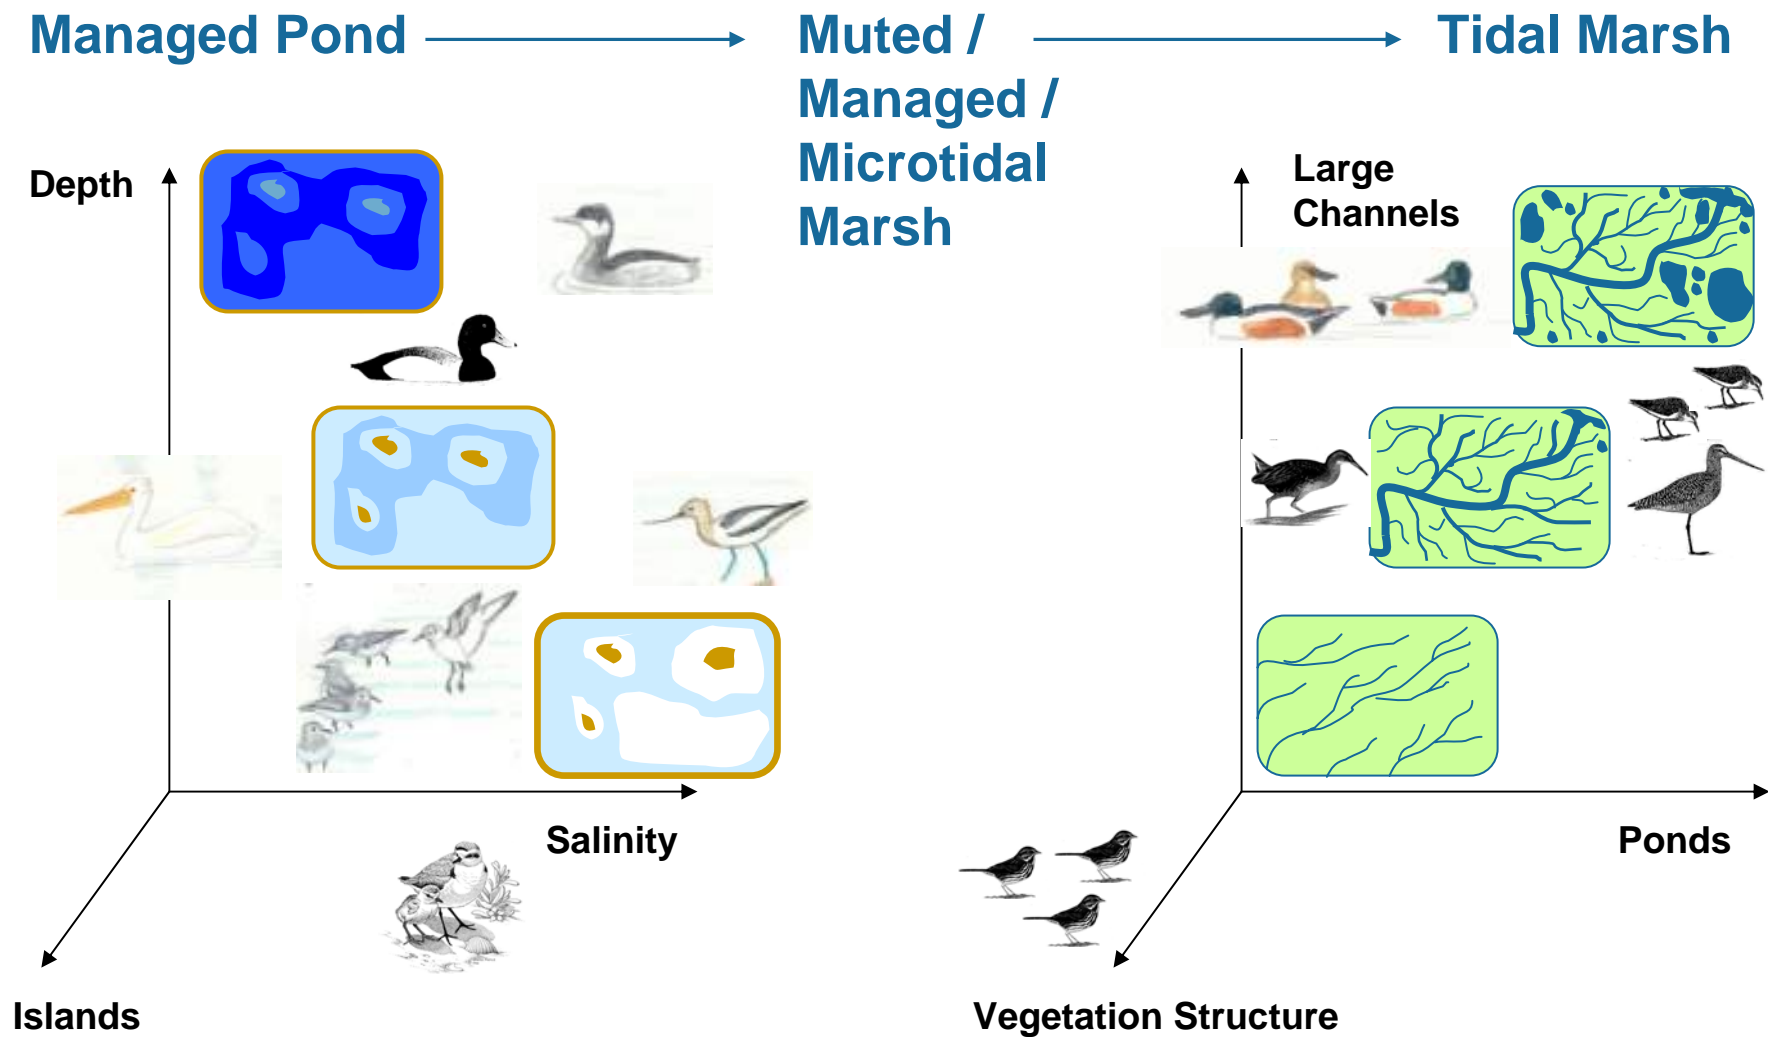 Managed Pond
Muted /
Managed /
Microtidal
Marsh
Tidal Marsh
Depth
Salinity
Islands
Large
Channels
Ponds
Vegetation Structure